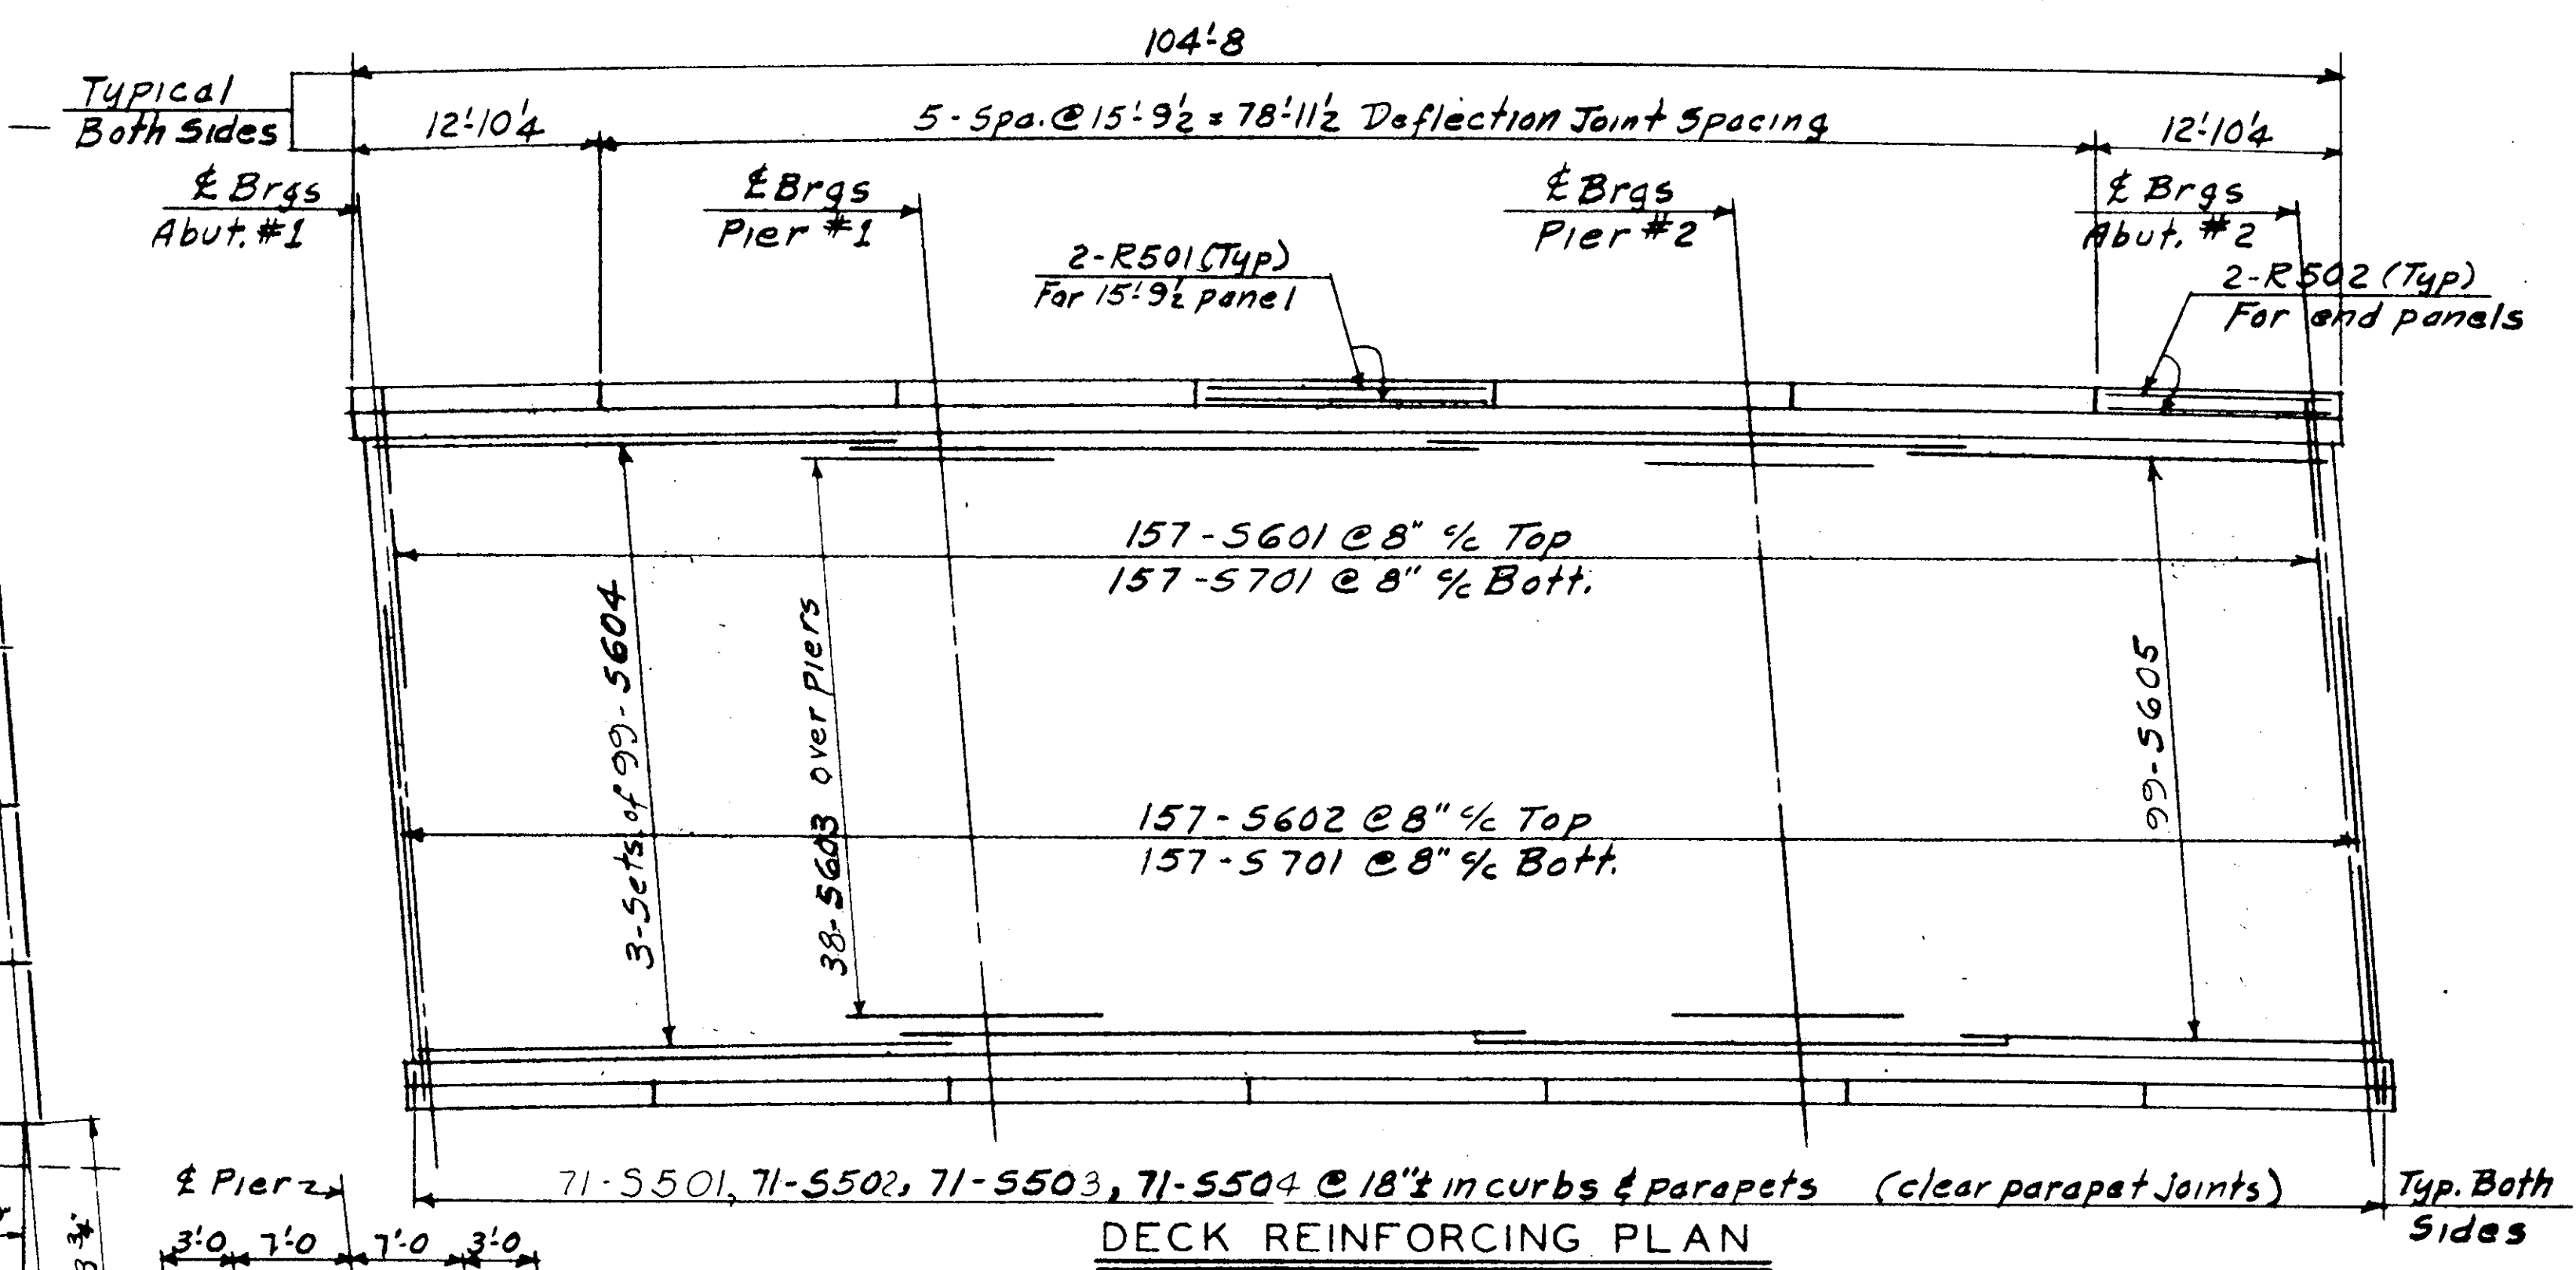 104'-8
Typical
Both Sides
12'-10¼
5-Spa. @ 15'-9½ = 78'-11½ Deflection Joint Spacing
12'-10¼
℄ Brgs
Abut. #1
℄ Brgs
Pier #1
℄ Brgs
Pier #2
℄ Brgs
Abut. #2
2-R501 (Typ)
For 15'-9½ panel
2-R502 (Typ)
For end panels
157-S601 @ 8" c/c Top
157-S701 @ 8" c/c Bott.
3-Sets of 99-S604
38-S603 over Piers
99-S605
157-S602 @ 8" c/c Top
157-S701 @ 8" c/c Bott.
71-S501, 71-S502, 71-S503, 71-S504 @ 18"± in curbs & parapets (clear parapet joints)
Typ. Both
Sides
℄ Pier
3'-0 7'-0 7'-0 3'-0
DECK REINFORCING PLAN